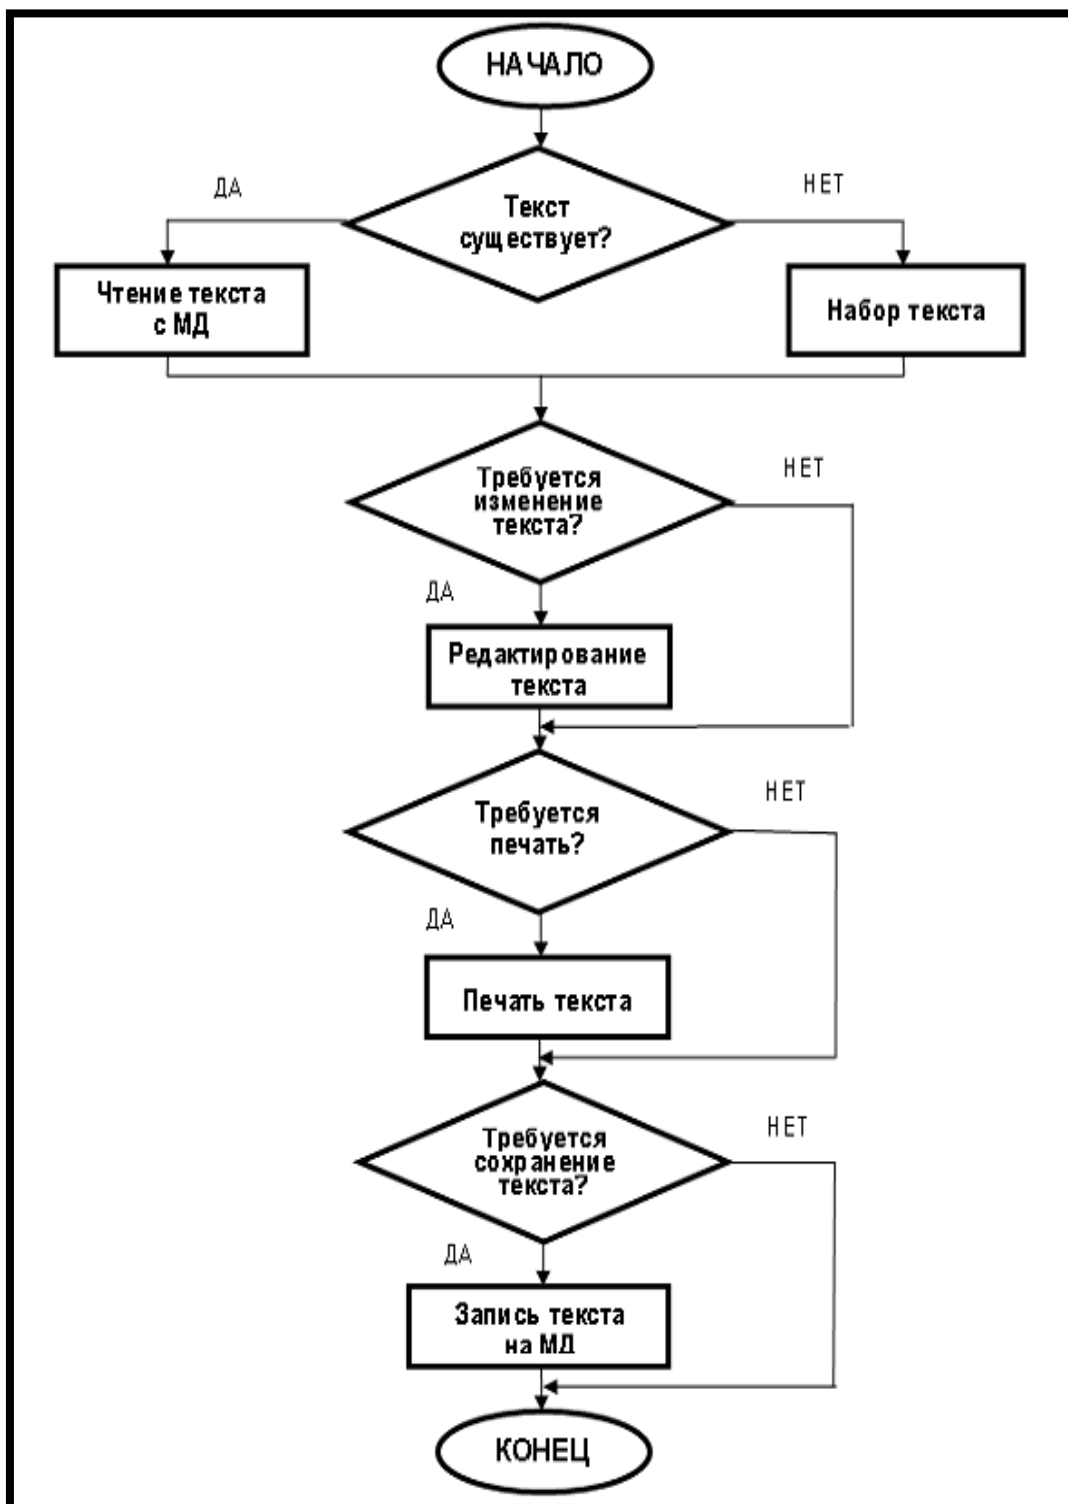 НАЧАЛО
ДА
НЕТ
Текст
существует?
Чтение текста
с МД
Набор текста
Требуется
изменение
текста?
НЕТ
ДА
Редактирование
текста
Требуется
печать?
НЕТ
ДА
Печать текста
Требуется
сохранение
текста?
НЕТ
ДА
Запись текста
на МД
КОНЕЦ